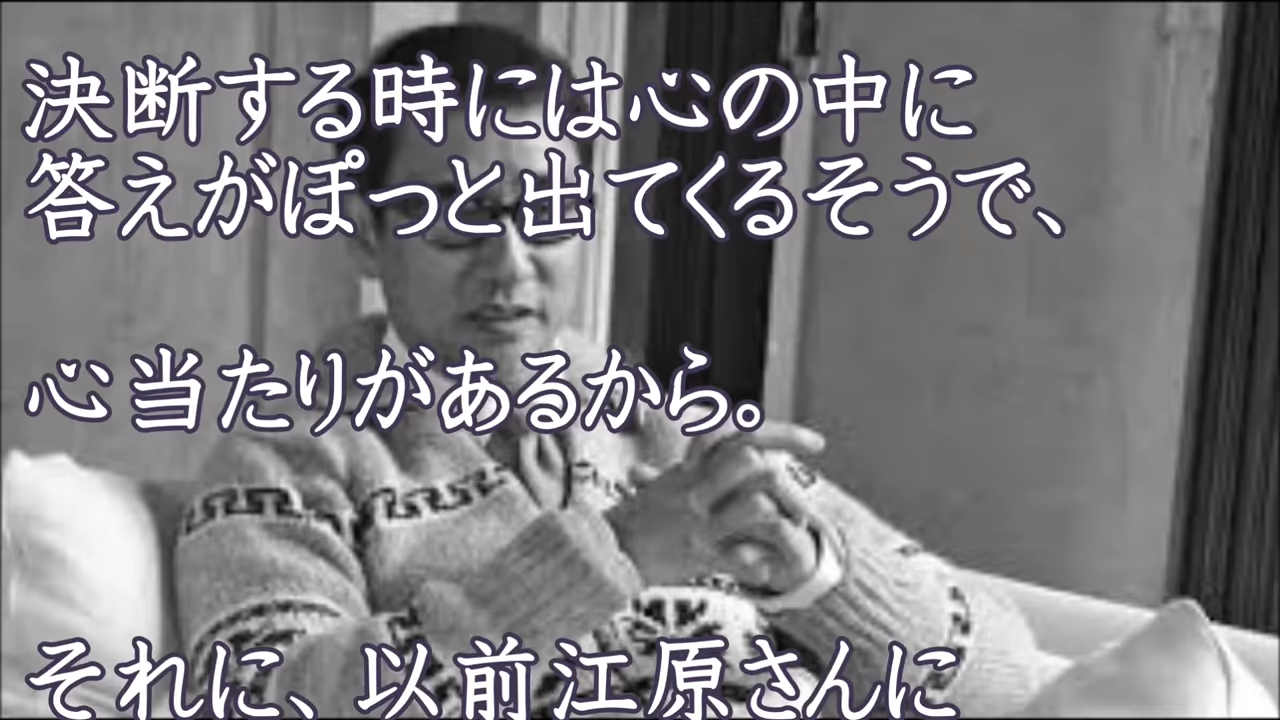 決断する時には心の中に
答えがぽっと出てくるそうで、
心当たりがあるから。
それに、以前江原さんに